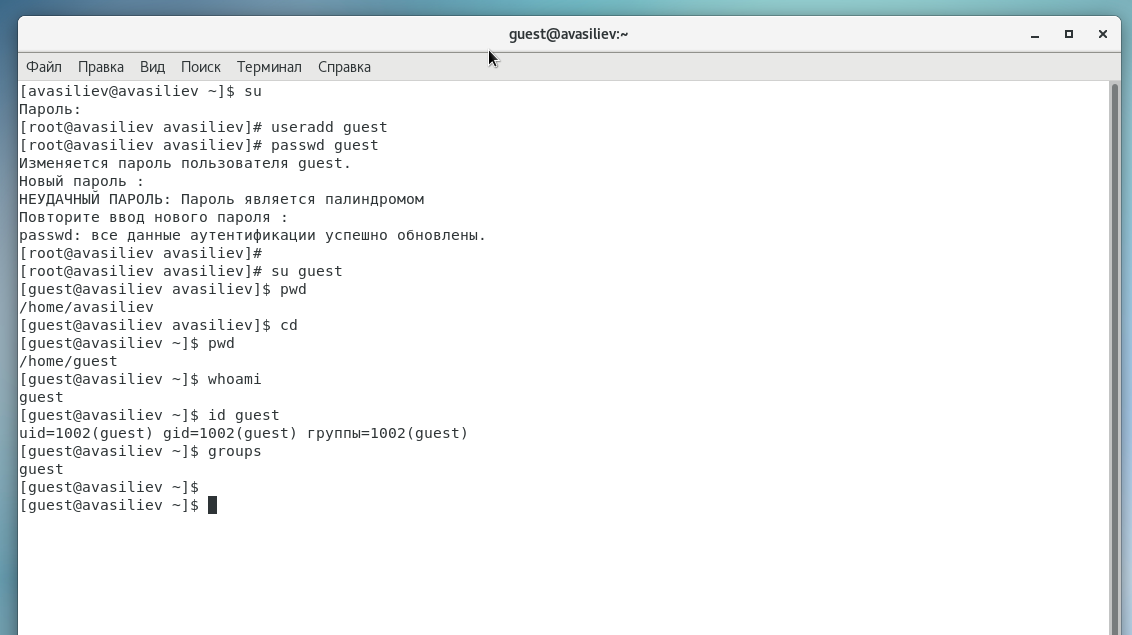 guest@avasiliev:~
Файл Правка Вид Поиск Терминал Справка
[avasiliev@avasiliev ~]$ su
Пароль:
[root@avasiliev avasiliev]# useradd guest
[root@avasiliev avasiliev]# passwd guest
Изменяется пароль пользователя guest.
Новый пароль :
НЕУДАЧНЫЙ ПАРОЛЬ: Пароль является палиндромом
Повторите ввод нового пароля :
passwd: все данные аутентификации успешно обновлены.
[root@avasiliev avasiliev]#
[root@avasiliev avasiliev]# su guest
[guest@avasiliev avasiliev]$ pwd
/home/avasiliev
[guest@avasiliev avasiliev]$ cd
[guest@avasiliev ~]$ pwd
/home/guest
[guest@avasiliev ~]$ whoami
guest
[guest@avasiliev ~]$ id guest
uid=1002(guest) gid=1002(guest) группы=1002(guest)
[guest@avasiliev ~]$ groups
guest
[guest@avasiliev ~]$
[guest@avasiliev ~]$